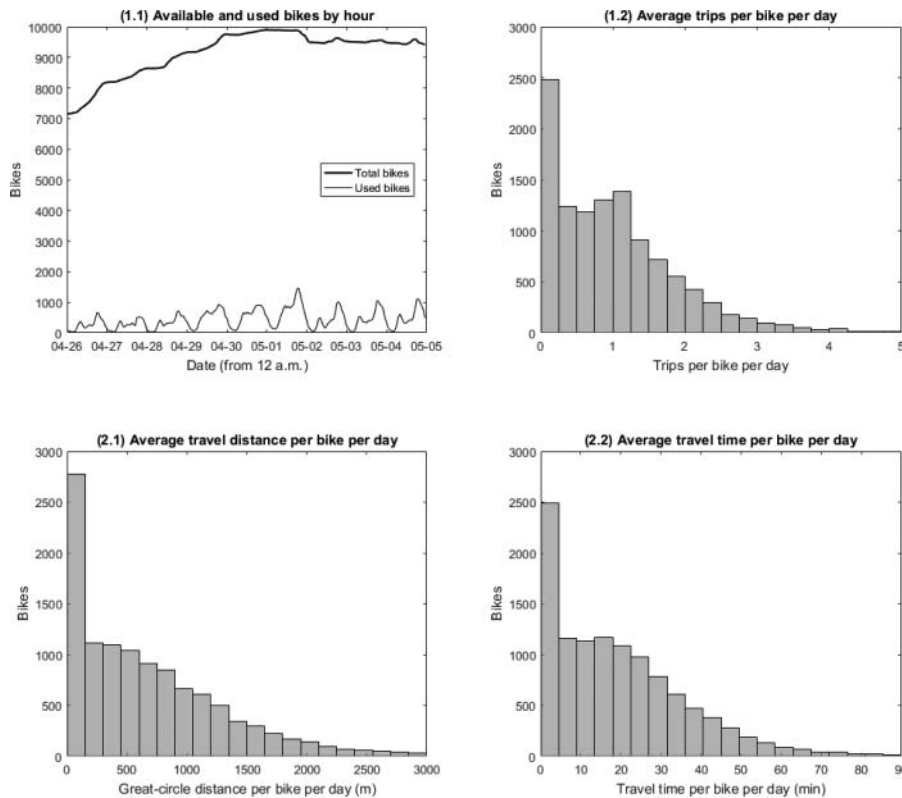 (1.1) Available and used bikes by hour
10000
9000
8000
7000
6000
5000
4000
3000
2000
1000
0
Bikes
Total bikes
Used bikes
04-26 04-27 04-28 04-29 04-30 05-01 05-02 05-03 05-04 05-05
Date (from 12 a.m.)
(1.2) Average trips per bike per day
3000
2500
2000
1500
1000
500
0
Bikes
0 1 2 3 4 5
Trips per bike per day
(2.1) Average travel distance per bike per day
3000
2500
2000
1500
1000
500
0
Bikes
0 500 1000 1500 2000 2500 3000
Great-circle distance per bike per day (m)
(2.2) Average travel time per bike per day
3000
2500
2000
1500
1000
500
0
Bikes
0 10 20 30 40 50 60 70 80 90
Travel time per bike per day (min)